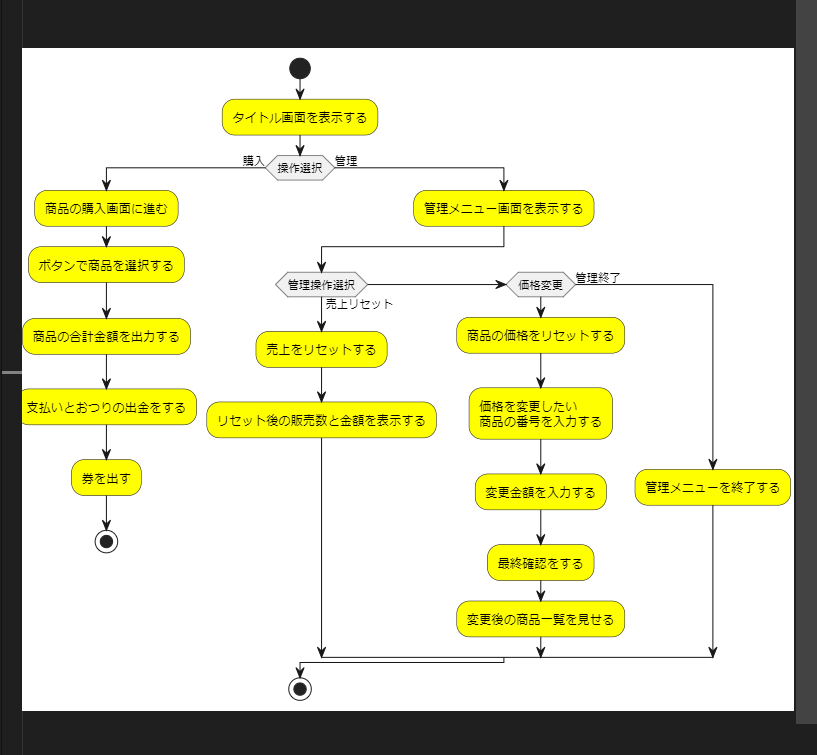 タイトル画面を表示する
購入
操作選択
管理
商品の購入画面に進む
ボタンで商品を選択する
商品の合計金額を出力する
支払いとおつりの出金をする
券を出す
管理メニュー画面を表示する
管理操作選択
売上リセット
売上をリセットする
リセット後の販売数と金額を表示する
価格変更
管理終了
商品の価格をリセットする
価格を変更したい
商品の番号を入力する
変更金額を入力する
最終確認をする
変更後の商品一覧を見せる
管理メニューを終了する